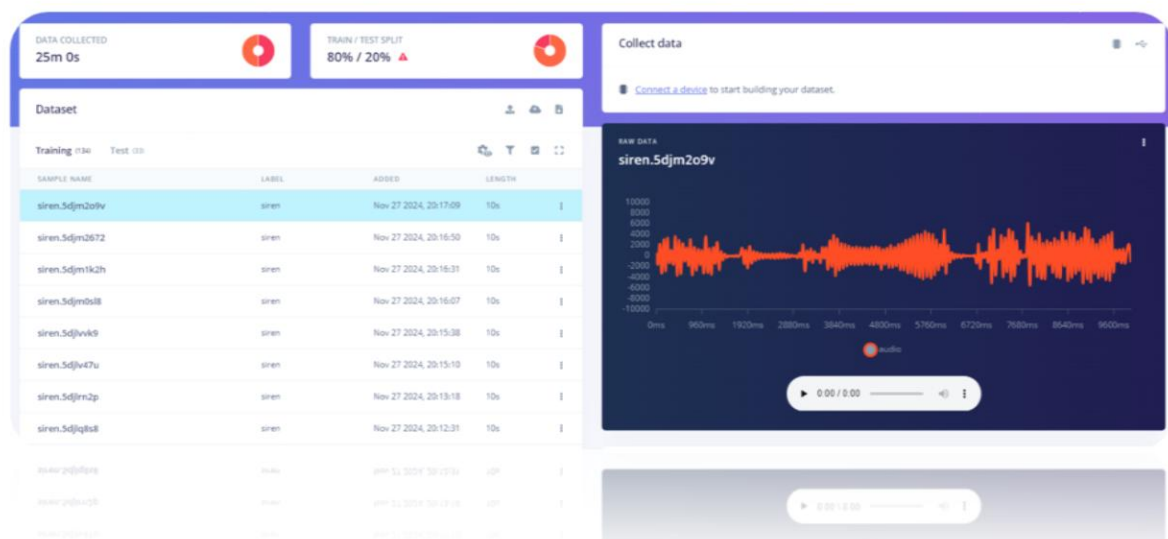 DATA COLLECTED
25m 0s
TRAIN / TEST SPLIT
80% / 20%
Collect data
Connect a device to start building your dataset.
Dataset
Training
Test
SAMPLE NAME LABEL ADDED LENGTH
siren.5djm2o9v siren Nov 27 2024, 20:17:09 10s
siren.5djm2672 siren Nov 27 2024, 20:16:50 10s
siren.5djm1k2h siren Nov 27 2024, 20:16:31 10s
siren.5djm0sl8 siren Nov 27 2024, 20:16:07 10s
siren.5djlvvk9 siren Nov 27 2024, 20:15:38 10s
siren.5djlv47u siren Nov 27 2024, 20:15:10 10s
siren.5djlrn2p siren Nov 27 2024, 20:13:18 10s
siren.5djlq8s8 siren Nov 27 2024, 20:12:31 10s
RAW DATA
siren.5djm2o9v
10000
8000
6000
4000
2000
0
-2000
-4000
-6000
-8000
-10000
0ms 960ms 1920ms 2880ms 3840ms 4800ms 5760ms 6720ms 7680ms 8640ms 9600ms
audio
0:00 / 0:00